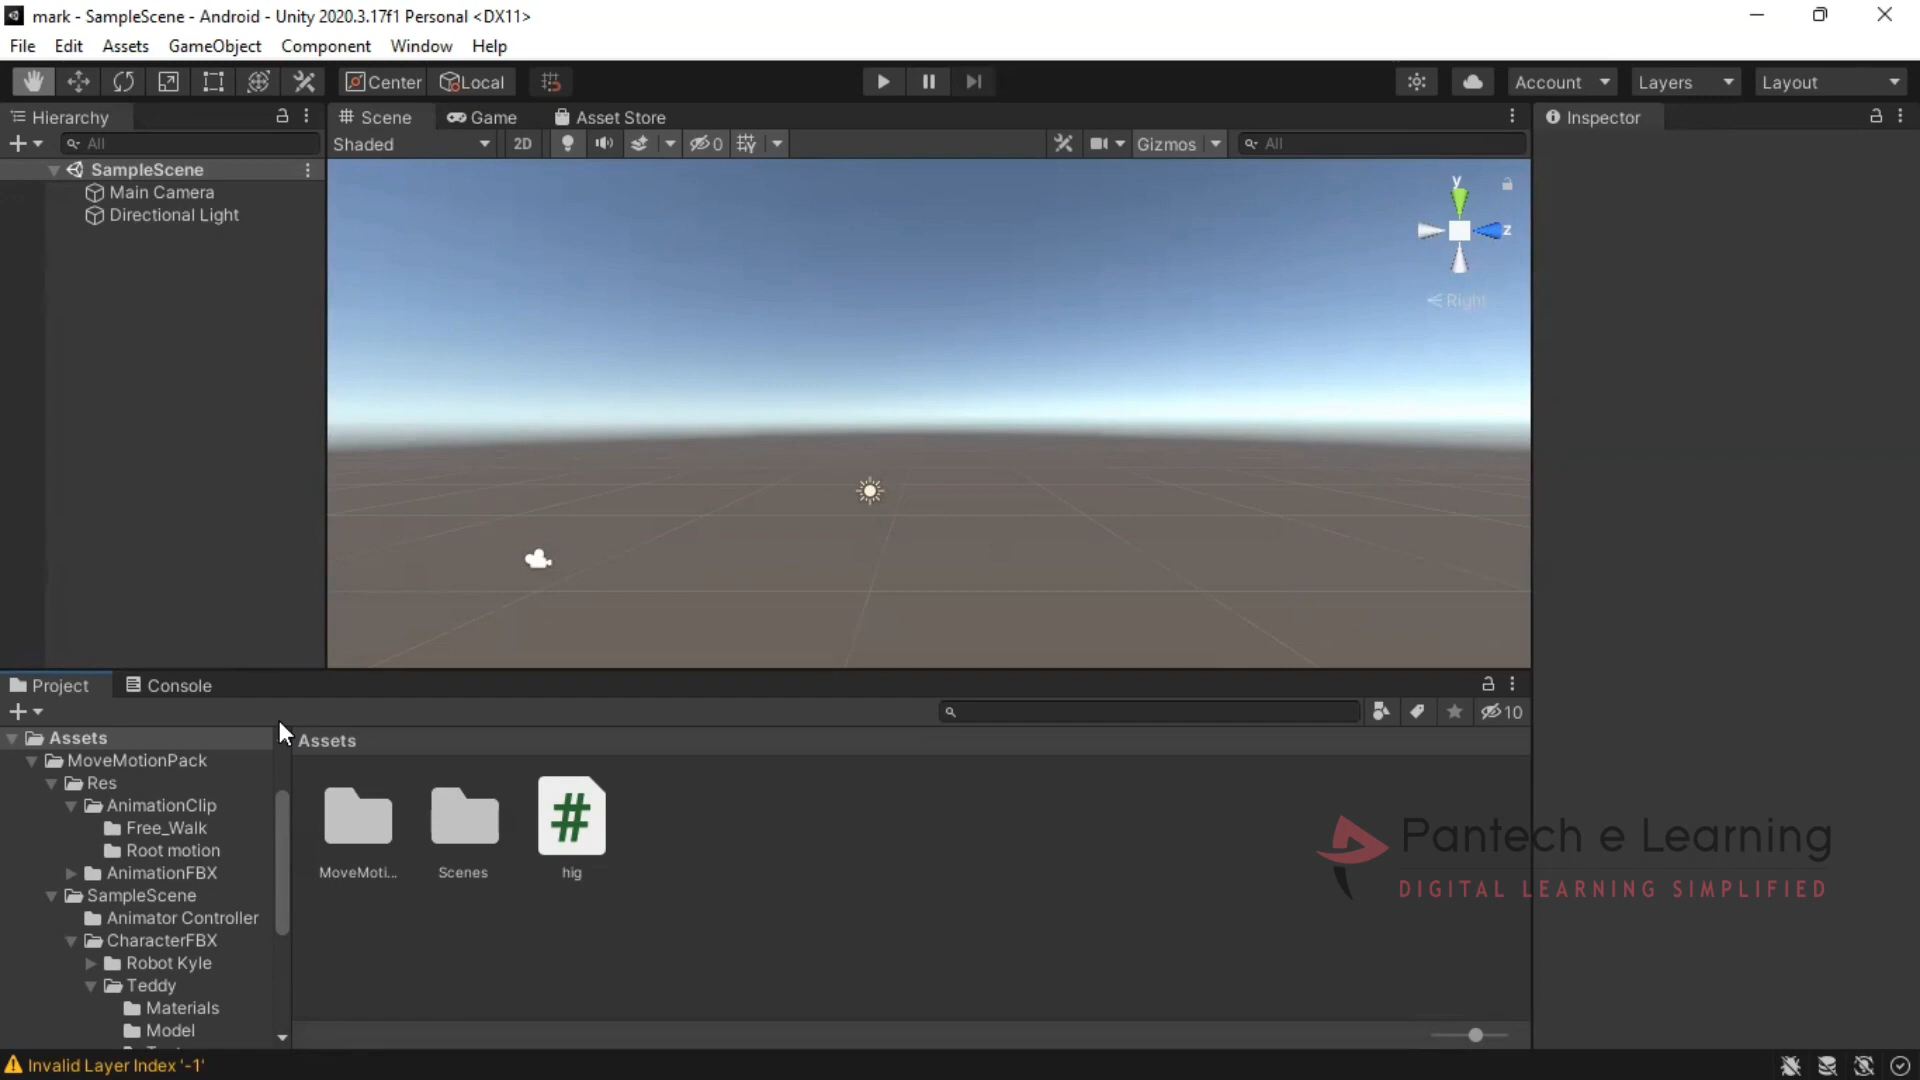 mark - SampleScene - Android - Unity 2020.3.17f1 Personal <DX11>
File Edit Assets GameObject Component Window Help
Center Local Account Layers Layout
Hierarchy Scene Game Asset Store Inspector
All Shaded 2D 0 Gizmos All
SampleScene
Main Camera
Directional Light
y
z
Right
Project Console
10
Assets
Assets
MoveMotionPack
Res
AnimationClip
Free_Walk
Root motion
AnimationFBX
SampleScene
Animator Controller
CharacterFBX
Robot Kyle
Teddy
Materials
Model
#
MoveMoti... Scenes hig
Pantech e Learning
DIGITAL LEARNING SIMPLIFIED
Invalid Layer Index '-1'